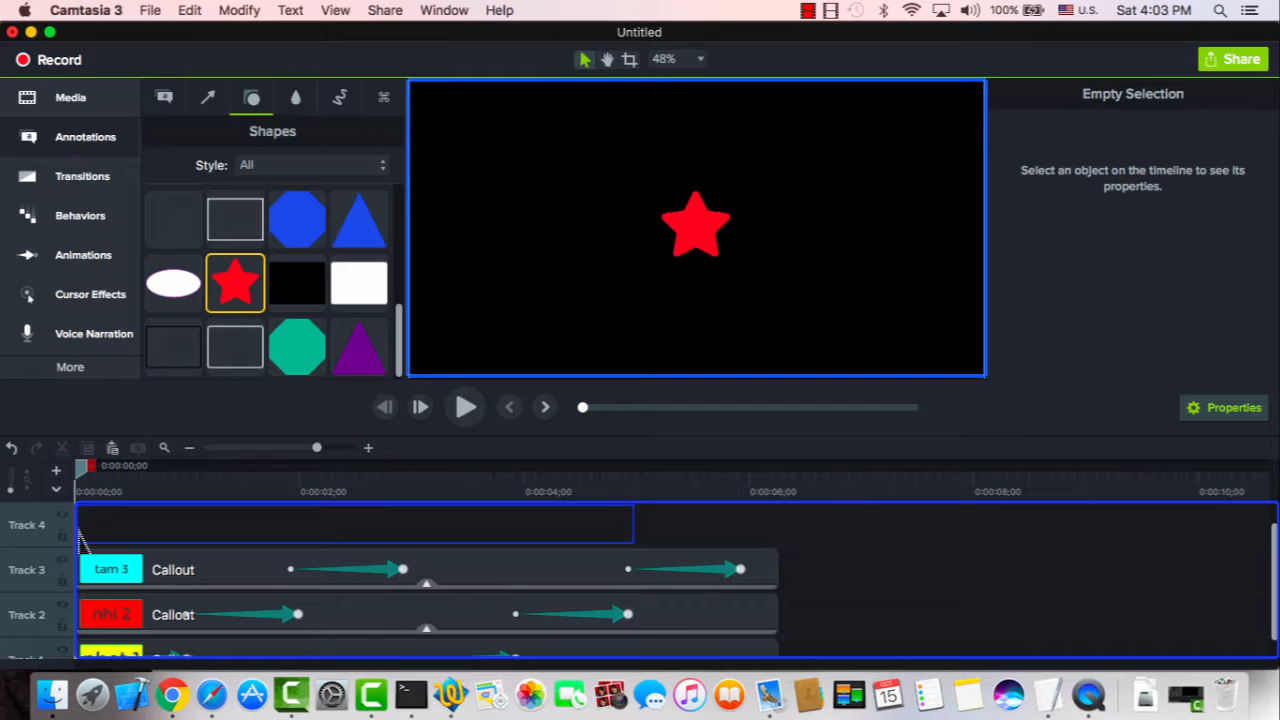 Camtasia 3 File Edit Modify Text View Share Window Help 100% U.S. Sat 4:03 PM
Untitled
Record 48% Share
Media
Annotations
Transitions
Behaviors
Animations
Cursor Effects
Voice Narration
More
Shapes
Style: All
Empty Selection
Select an object on the timeline to see its
properties.
Properties
0:00:00;00
0:00:00;00 0:00:02;00 0:00:04;00 0:00:06;00 0:00:08;00 0:00:10;00
Track 4
Track 3 tam 3 Callout
Track 2 nhi 2 Callout
15